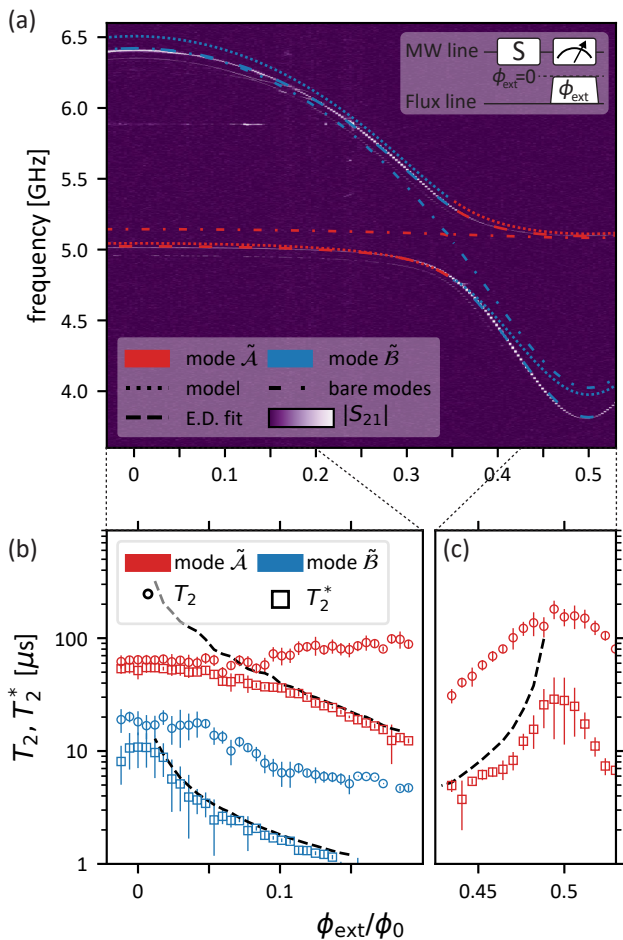 (a)
6.5
6.0
5.5
5.0
4.5
4.0
frequency [GHz]
MW line
S
ϕext=0
Flux line
ϕext
mode 𝒜̃
mode ℬ̃
model
bare modes
E.D. fit
|S21|
0
0.1
0.2
0.3
0.4
0.5
(b)
mode 𝒜̃
mode ℬ̃
T2
T2*
(c)
100
10
1
T2, T2* [μs]
0
0.1
0.45
0.5
ϕext/ϕ0